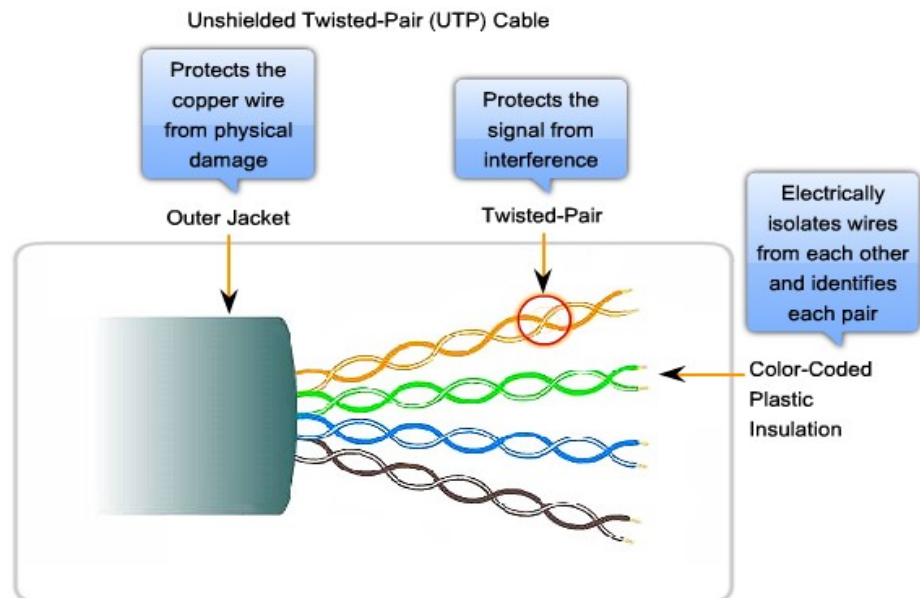 Unshielded Twisted-Pair (UTP) Cable
Protects the
copper wire
from physical
damage
Protects the
signal from
interference
Outer Jacket
Twisted-Pair
Electrically
isolates wires
from each other
and identifies
each pair
Color-Coded
Plastic
Insulation